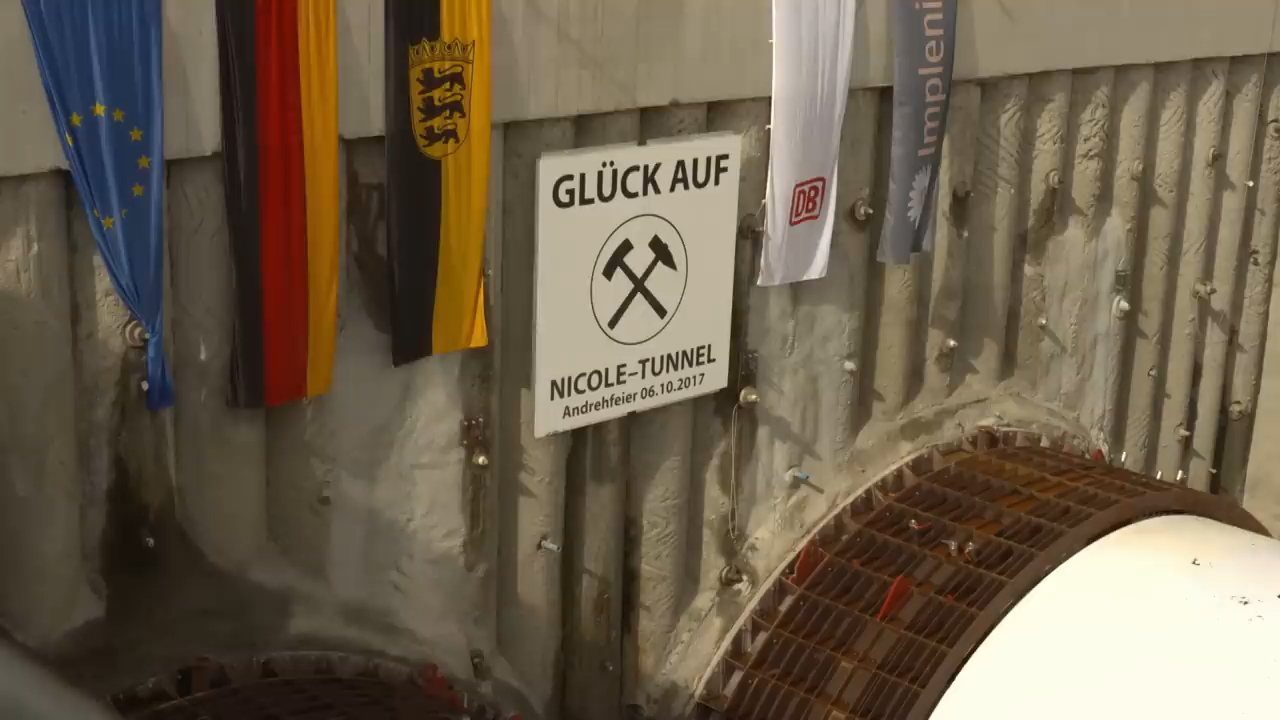 GLÜCK AUF
NICOLE-TUNNEL
Andrehfeier 06.10.2017
DB
Impleni